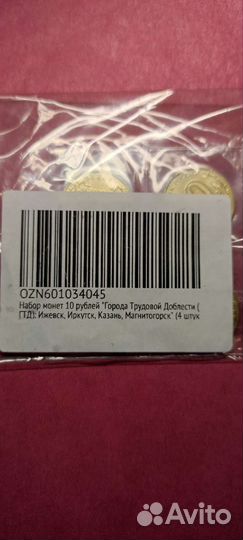 OZN601034045
Набор монет 10 рублей "Города Трудовой Доблести (
ГТД): Ижевск, Иркутск, Казань, Магнитогорск" (4 штук
Avito